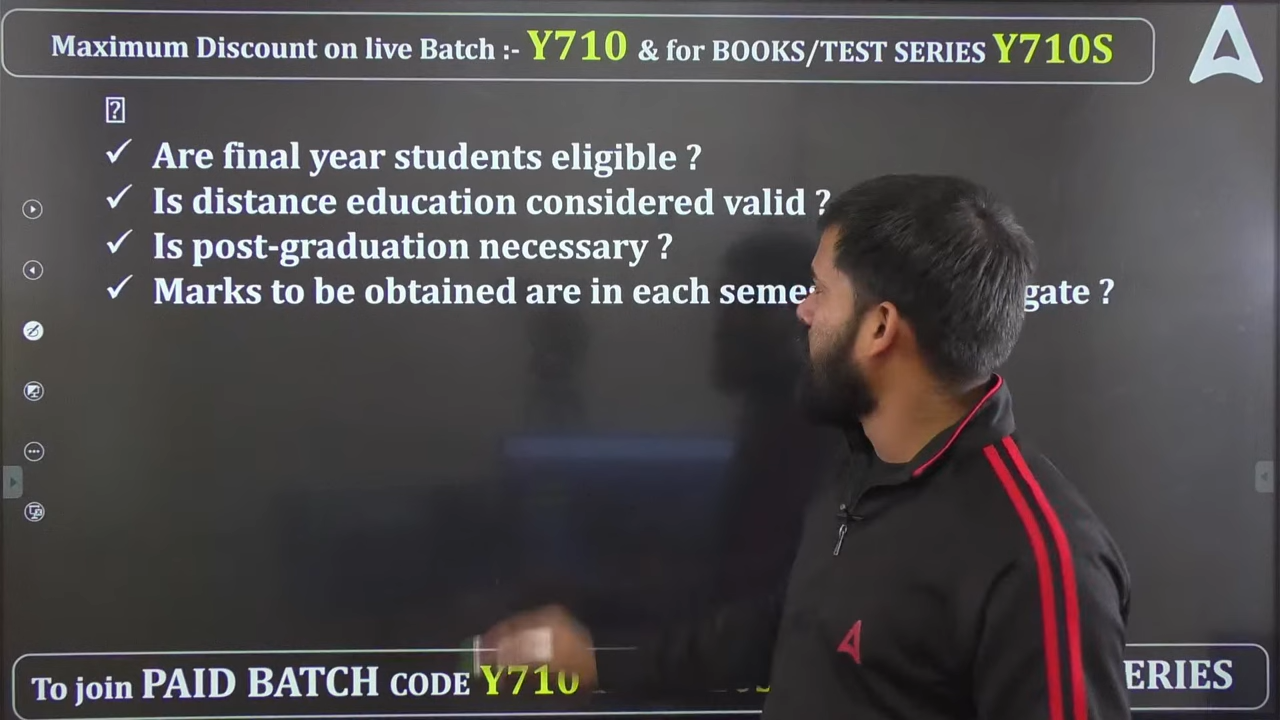 Maximum Discount on live Batch :- Y710 & for BOOKS/TEST SERIES Y710S
Are final year students eligible ?
Is distance education considered valid ?
Is post-graduation necessary ?
Marks to be obtained are in each gate ?
To join PAID BATCH CODE Y710 ERIES